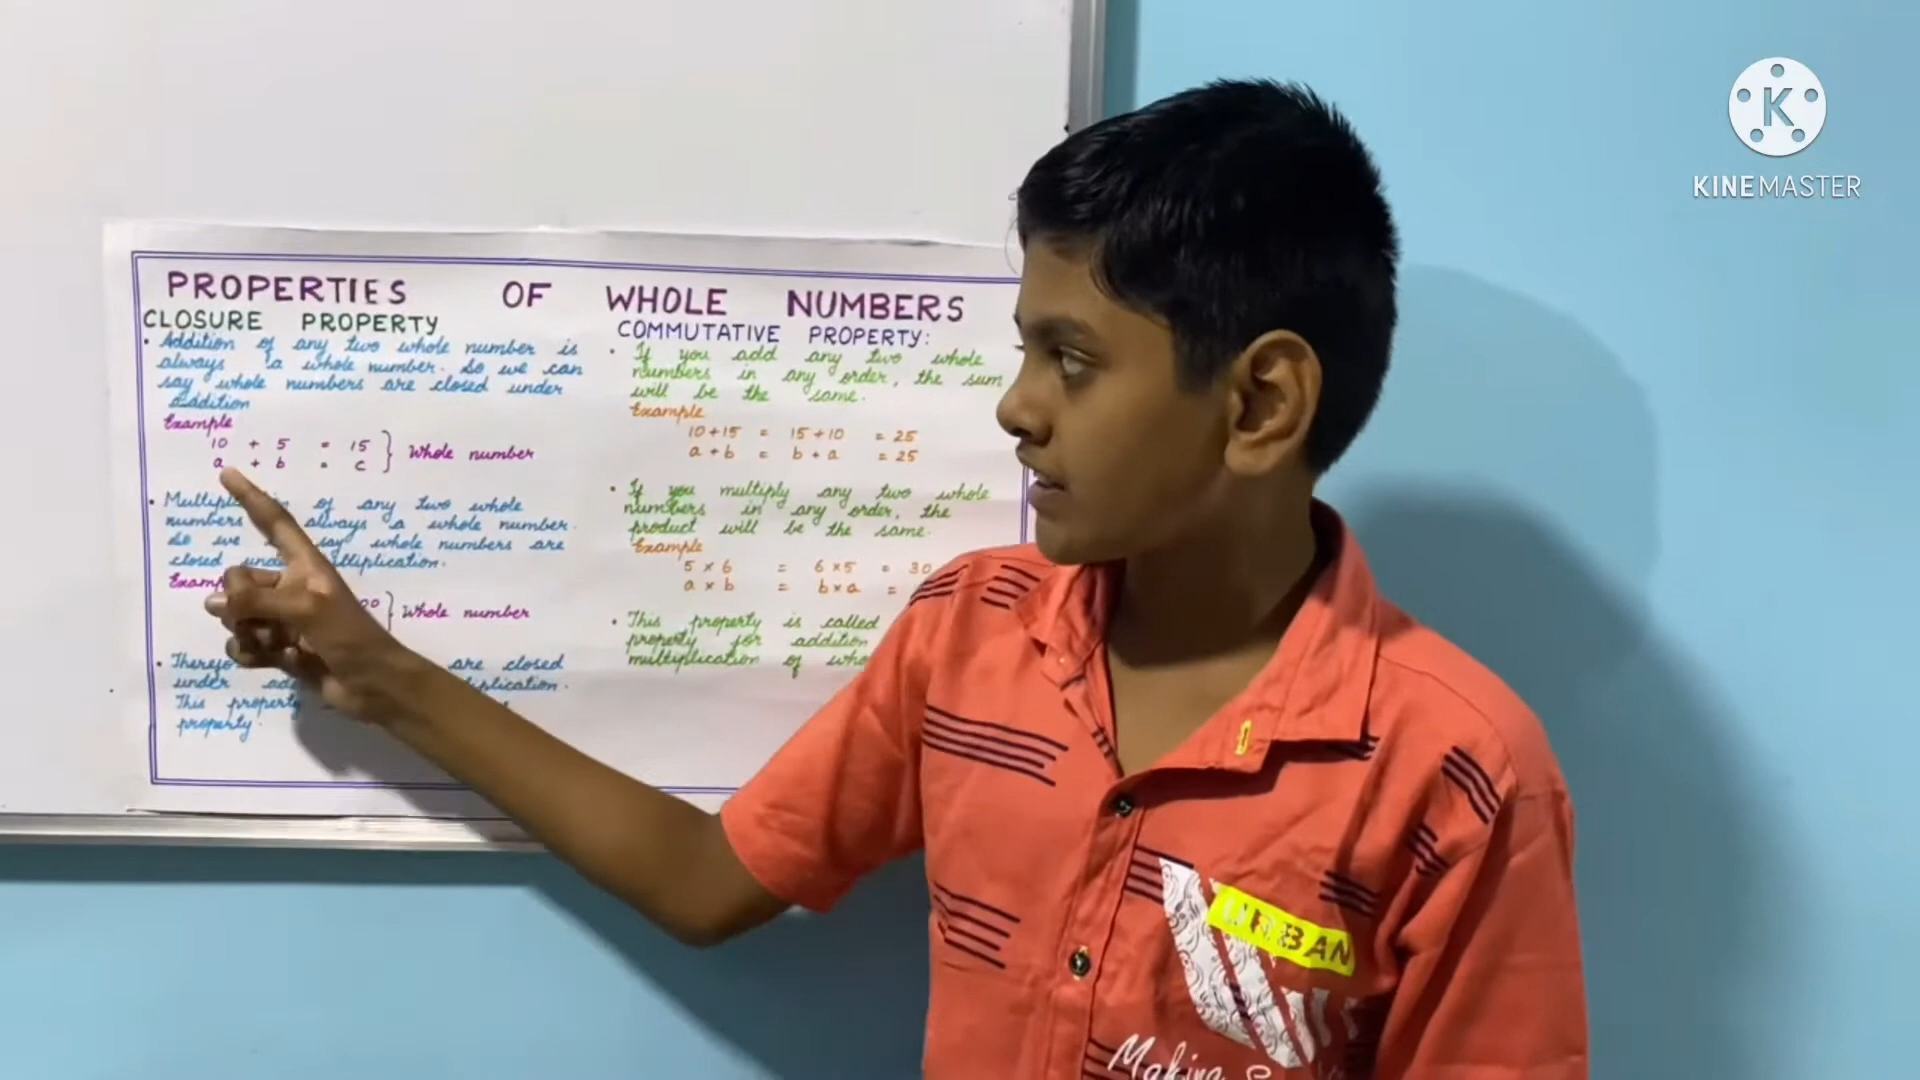 PROPERTIES OF WHOLE NUMBERS
CLOSURE PROPERTY
• Addition of any two whole number is
always a whole number. So we can
say whole numbers are closed under
addition
Example
10 + 5 = 15
a + b = c
} Whole number
• of any two whole
numbers always a whole number.
So we say whole numbers are
closed
} Whole number
• are closed
under
This property
property.
COMMUTATIVE PROPERTY:
• If you add any two whole
numbers in any order, the sum
will be the same.
Example
10+15 = 15+10 = 25
a + b = b + a = 25
• If you multiply any two whole
numbers in any order, the
product will be the same.
Example
5 x 6 = 6 x 5 = 30
a x b = b x a =
• This property is called
property for addition
multiplication of
K
KINEMASTER
URBAN
Making